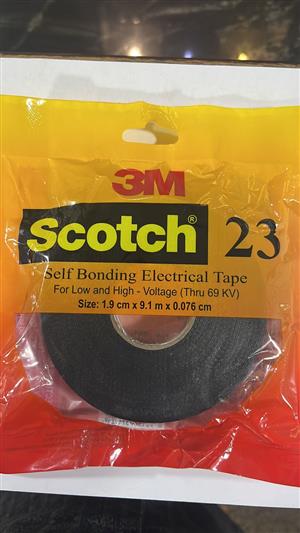 3M
Scotch® 23
Self Bonding Electrical Tape
For Low and High - Voltage (Thru 69 KV)
Size: 1.9 cm x 9.1 m x 0.076 cm